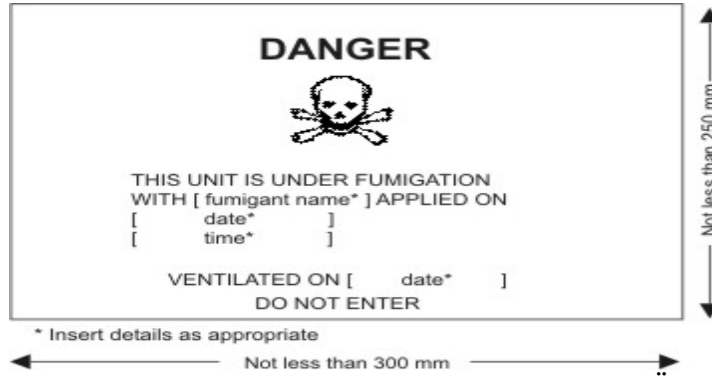 DANGER
THIS UNIT IS UNDER FUMIGATION
WITH [ fumigant name* ] APPLIED ON
[ date* ]
[ time* ]
VENTILATED ON [ date* ]
DO NOT ENTER
Not less than 250 mm
* Insert details as appropriate
Not less than 300 mm